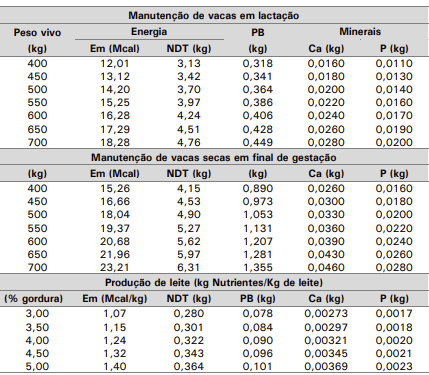 Manutenção de vacas em lactação
Peso vivo Energia PB Minerais
(kg) Em (Mcal) NDT (kg) (kg) Ca (kg) P (kg)
400 12,01 3,13 0,318 0,0160 0,0110
450 13,12 3,42 0,341 0,0180 0,0130
500 14,20 3,70 0,364 0,0200 0,0140
550 15,25 3,97 0,386 0,0220 0,0160
600 16,28 4,24 0,406 0,0240 0,0170
650 17,29 4,51 0,428 0,0260 0,0190
700 18,28 4,76 0,449 0,0280 0,0200
Manutenção de vacas secas em final de gestação
(kg) Em (Mcal) NDT (kg) (kg) Ca (kg) P (kg)
400 15,26 4,15 0,890 0,0260 0,0160
450 16,66 4,53 0,973 0,0300 0,0180
500 18,04 4,90 1,053 0,0330 0,0200
550 19,37 5,27 1,131 0,0360 0,0220
600 20,68 5,62 1,207 0,0390 0,0240
650 21,96 5,97 1,281 0,0430 0,0260
700 23,21 6,31 1,355 0,0460 0,0280
Produção de leite (kg Nutrientes/Kg de leite)
(% gordura) Em (Mcal/kg) NDT (kg) PB (kg) Ca (kg) P (kg)
3,00 1,07 0,280 0,078 0,00273 0,0017
3,50 1,15 0,301 0,084 0,00297 0,0018
4,00 1,24 0,322 0,090 0,00321 0,0020
4,50 1,32 0,343 0,096 0,00345 0,0021
5,00 1,40 0,364 0,101 0,00369 0,0023